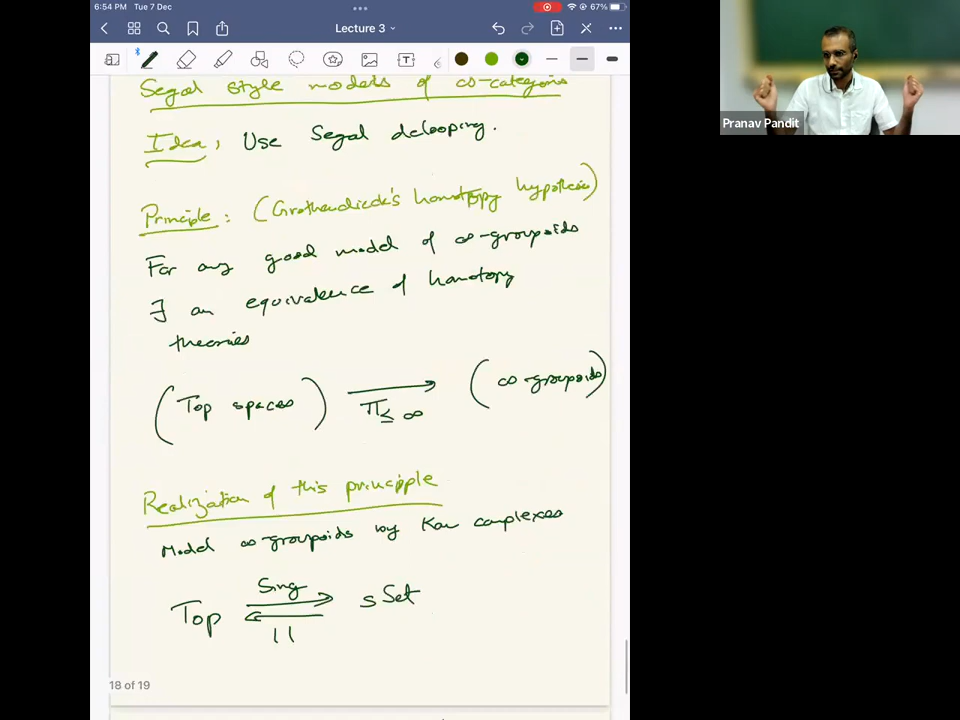 6:54 PM Tue 7 Dec
67%
Lecture 3
Segal style models of ∞-categories
Idea: Use Segal delooping.
Principle: (Grothendieck's homotopy hypothesis)
For any good model of ∞-groupoids
∃ an equivalence of homotopy
theories
(Top spaces) → (∞-groupoids)
π≤∞
Realization of this principle
Model ∞-groupoids by Kan complexes
Sing
Top ⇄ sSet
||
18 of 19
Pranav Pandit